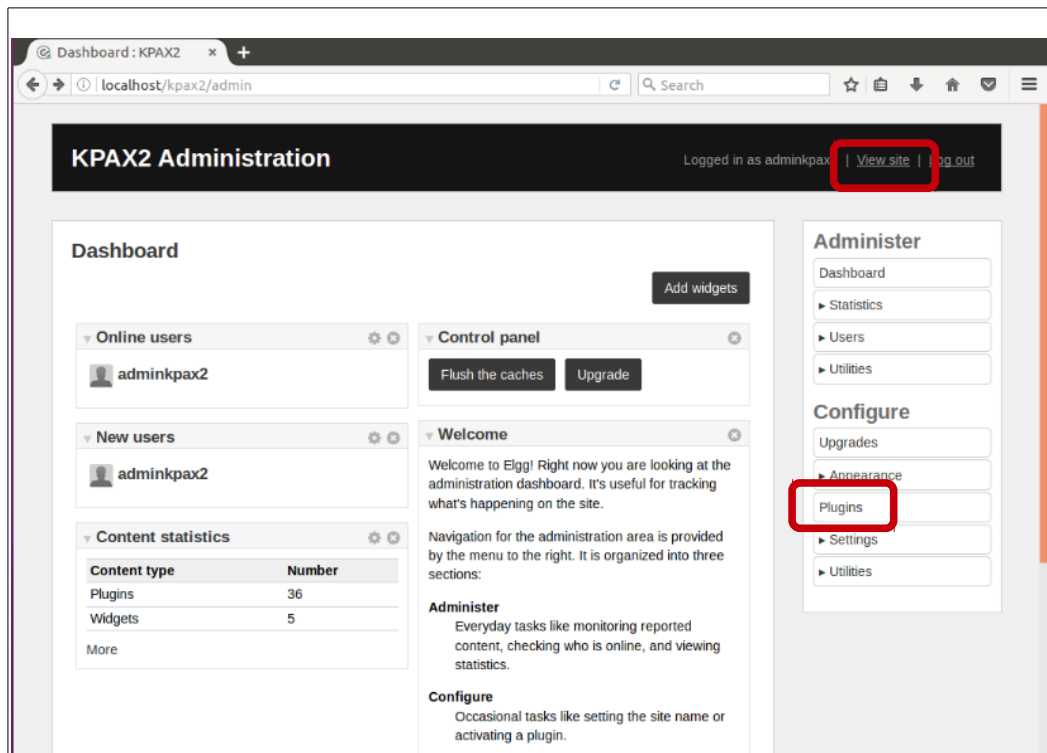 Dashboard : KPAX2
localhost/kpax2/admin
Search
KPAX2 Administration
Logged in as adminkpax | View site | Log out
Dashboard
Add widgets
Online users
adminkpax2
New users
adminkpax2
Content statistics
Content type Number
Plugins 36
Widgets 5
More
Control panel
Flush the caches
Upgrade
Welcome
Welcome to Elgg! Right now you are looking at the
administration dashboard. It's useful for tracking
what's happening on the site.
Navigation for the administration area is provided
by the menu to the right. It is organized into three
sections:
Administer
Everyday tasks like monitoring reported
content, checking who is online, and viewing
statistics.
Configure
Occasional tasks like setting the site name or
activating a plugin.
Administer
Dashboard
▸ Statistics
▸ Users
▸ Utilities
Configure
Upgrades
▸ Appearance
Plugins
▸ Settings
▸ Utilities